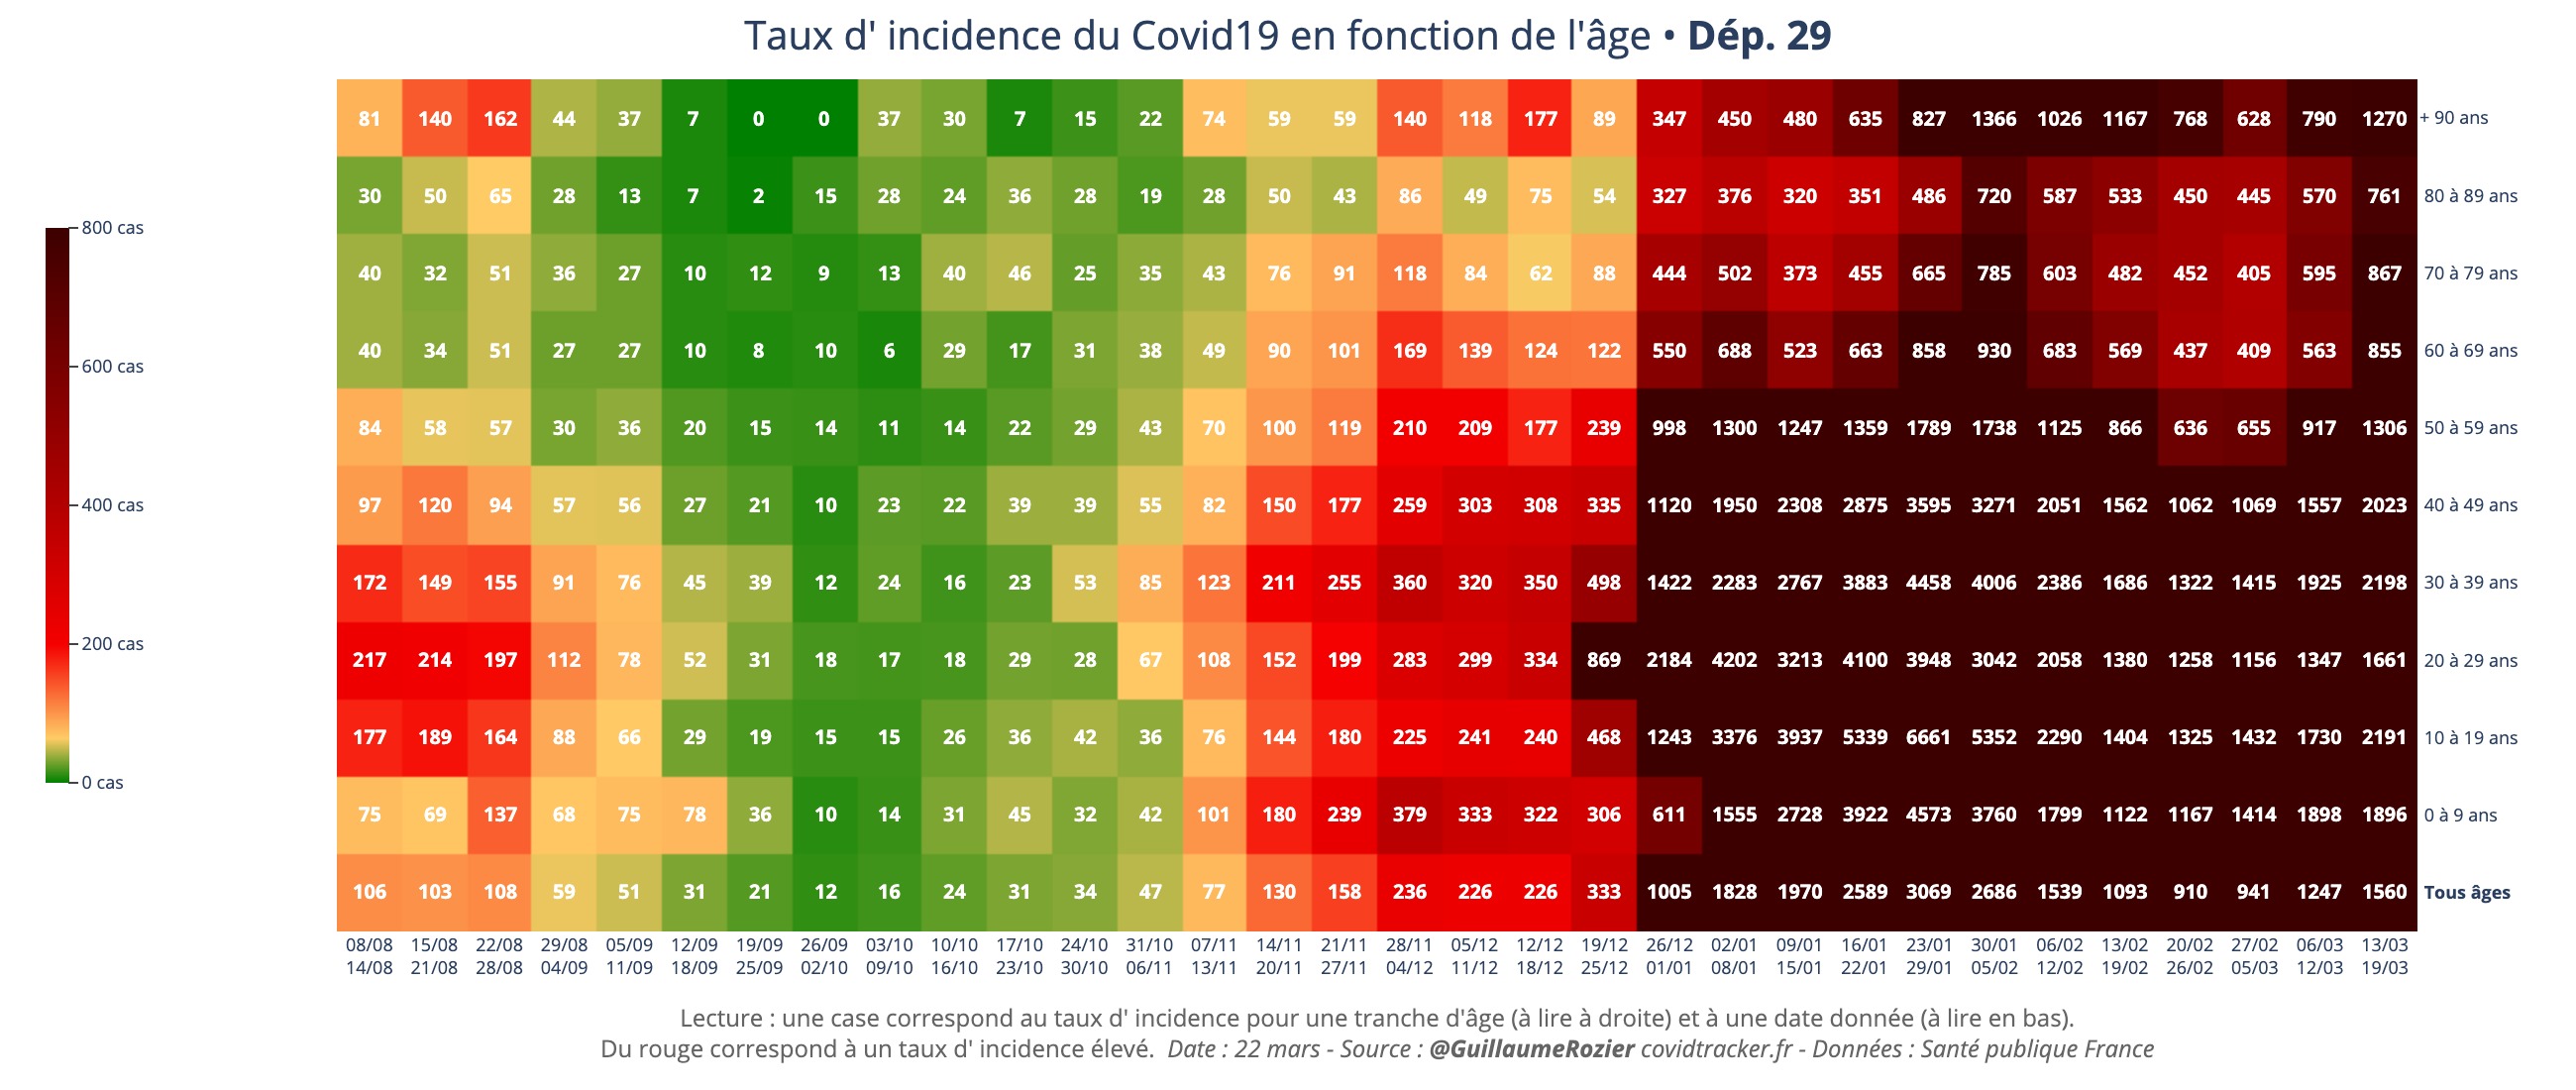 Taux d' incidence du Covid19 en fonction de l'âge • Dép. 29
81 140 162 44 37 7 0 0 37 30 7 15 22 74 59 59 140 118 177 89 347 450 480 635 827 1366 1026 1167 768 628 790 1270 + 90 ans
30 50 65 28 13 7 2 15 28 24 36 28 19 28 50 43 86 49 75 54 327 376 320 351 486 720 587 533 450 445 570 761 80 à 89 ans
800 cas
40 32 51 36 27 10 12 9 13 40 46 25 35 43 76 91 118 84 62 88 444 502 373 455 665 785 603 482 452 405 595 867 70 à 79 ans
40 34 51 27 27 10 8 10 6 29 17 31 38 49 90 101 169 139 124 122 550 688 523 663 858 930 683 569 437 409 563 855 60 à 69 ans
600 cas
84 58 57 30 36 20 15 14 11 14 22 29 43 70 100 119 210 209 177 239 998 1300 1247 1359 1789 1738 1125 866 636 655 917 1306 50 à 59 ans
400 cas
97 120 94 57 56 27 21 10 23 22 39 39 55 82 150 177 259 303 308 335 1120 1950 2308 2875 3595 3271 2051 1562 1062 1069 1557 2023 40 à 49 ans
172 149 155 91 76 45 39 12 24 16 23 53 85 123 211 255 360 320 350 498 1422 2283 2767 3883 4458 4006 2386 1686 1322 1415 1925 2198 30 à 39 ans
200 cas
217 214 197 112 78 52 31 18 17 18 29 28 67 108 152 199 283 299 334 869 2184 4202 3213 4100 3948 3042 2058 1380 1258 1156 1347 1661 20 à 29 ans
177 189 164 88 66 29 19 15 15 26 36 42 36 76 144 180 225 241 240 468 1243 3376 3937 5339 6661 5352 2290 1404 1325 1432 1730 2191 10 à 19 ans
0 cas
75 69 137 68 75 78 36 10 14 31 45 32 42 101 180 239 379 333 322 306 611 1555 2728 3922 4573 3760 1799 1122 1167 1414 1898 1896 0 à 9 ans
106 103 108 59 51 31 21 12 16 24 31 34 47 77 130 158 236 226 226 333 1005 1828 1970 2589 3069 2686 1539 1093 910 941 1247 1560 Tous âges
08/08 15/08 22/08 29/08 05/09 12/09 19/09 26/09 03/10 10/10 17/10 24/10 31/10 07/11 14/11 21/11 28/11 05/12 12/12 19/12 26/12 02/01 09/01 16/01 23/01 30/01 06/02 13/02 20/02 27/02 06/03 13/03
14/08 21/08 28/08 04/09 11/09 18/09 25/09 02/10 09/10 16/10 23/10 30/10 06/11 13/11 20/11 27/11 04/12 11/12 18/12 25/12 01/01 08/01 15/01 22/01 29/01 05/02 12/02 19/02 26/02 05/03 12/03 19/03
Lecture : une case correspond au taux d' incidence pour une tranche d'âge (à lire à droite) et à une date donnée (à lire en bas).
Du rouge correspond à un taux d' incidence élevé. Date : 22 mars - Source : @GuillaumeRozier covidtracker.fr - Données : Santé publique France